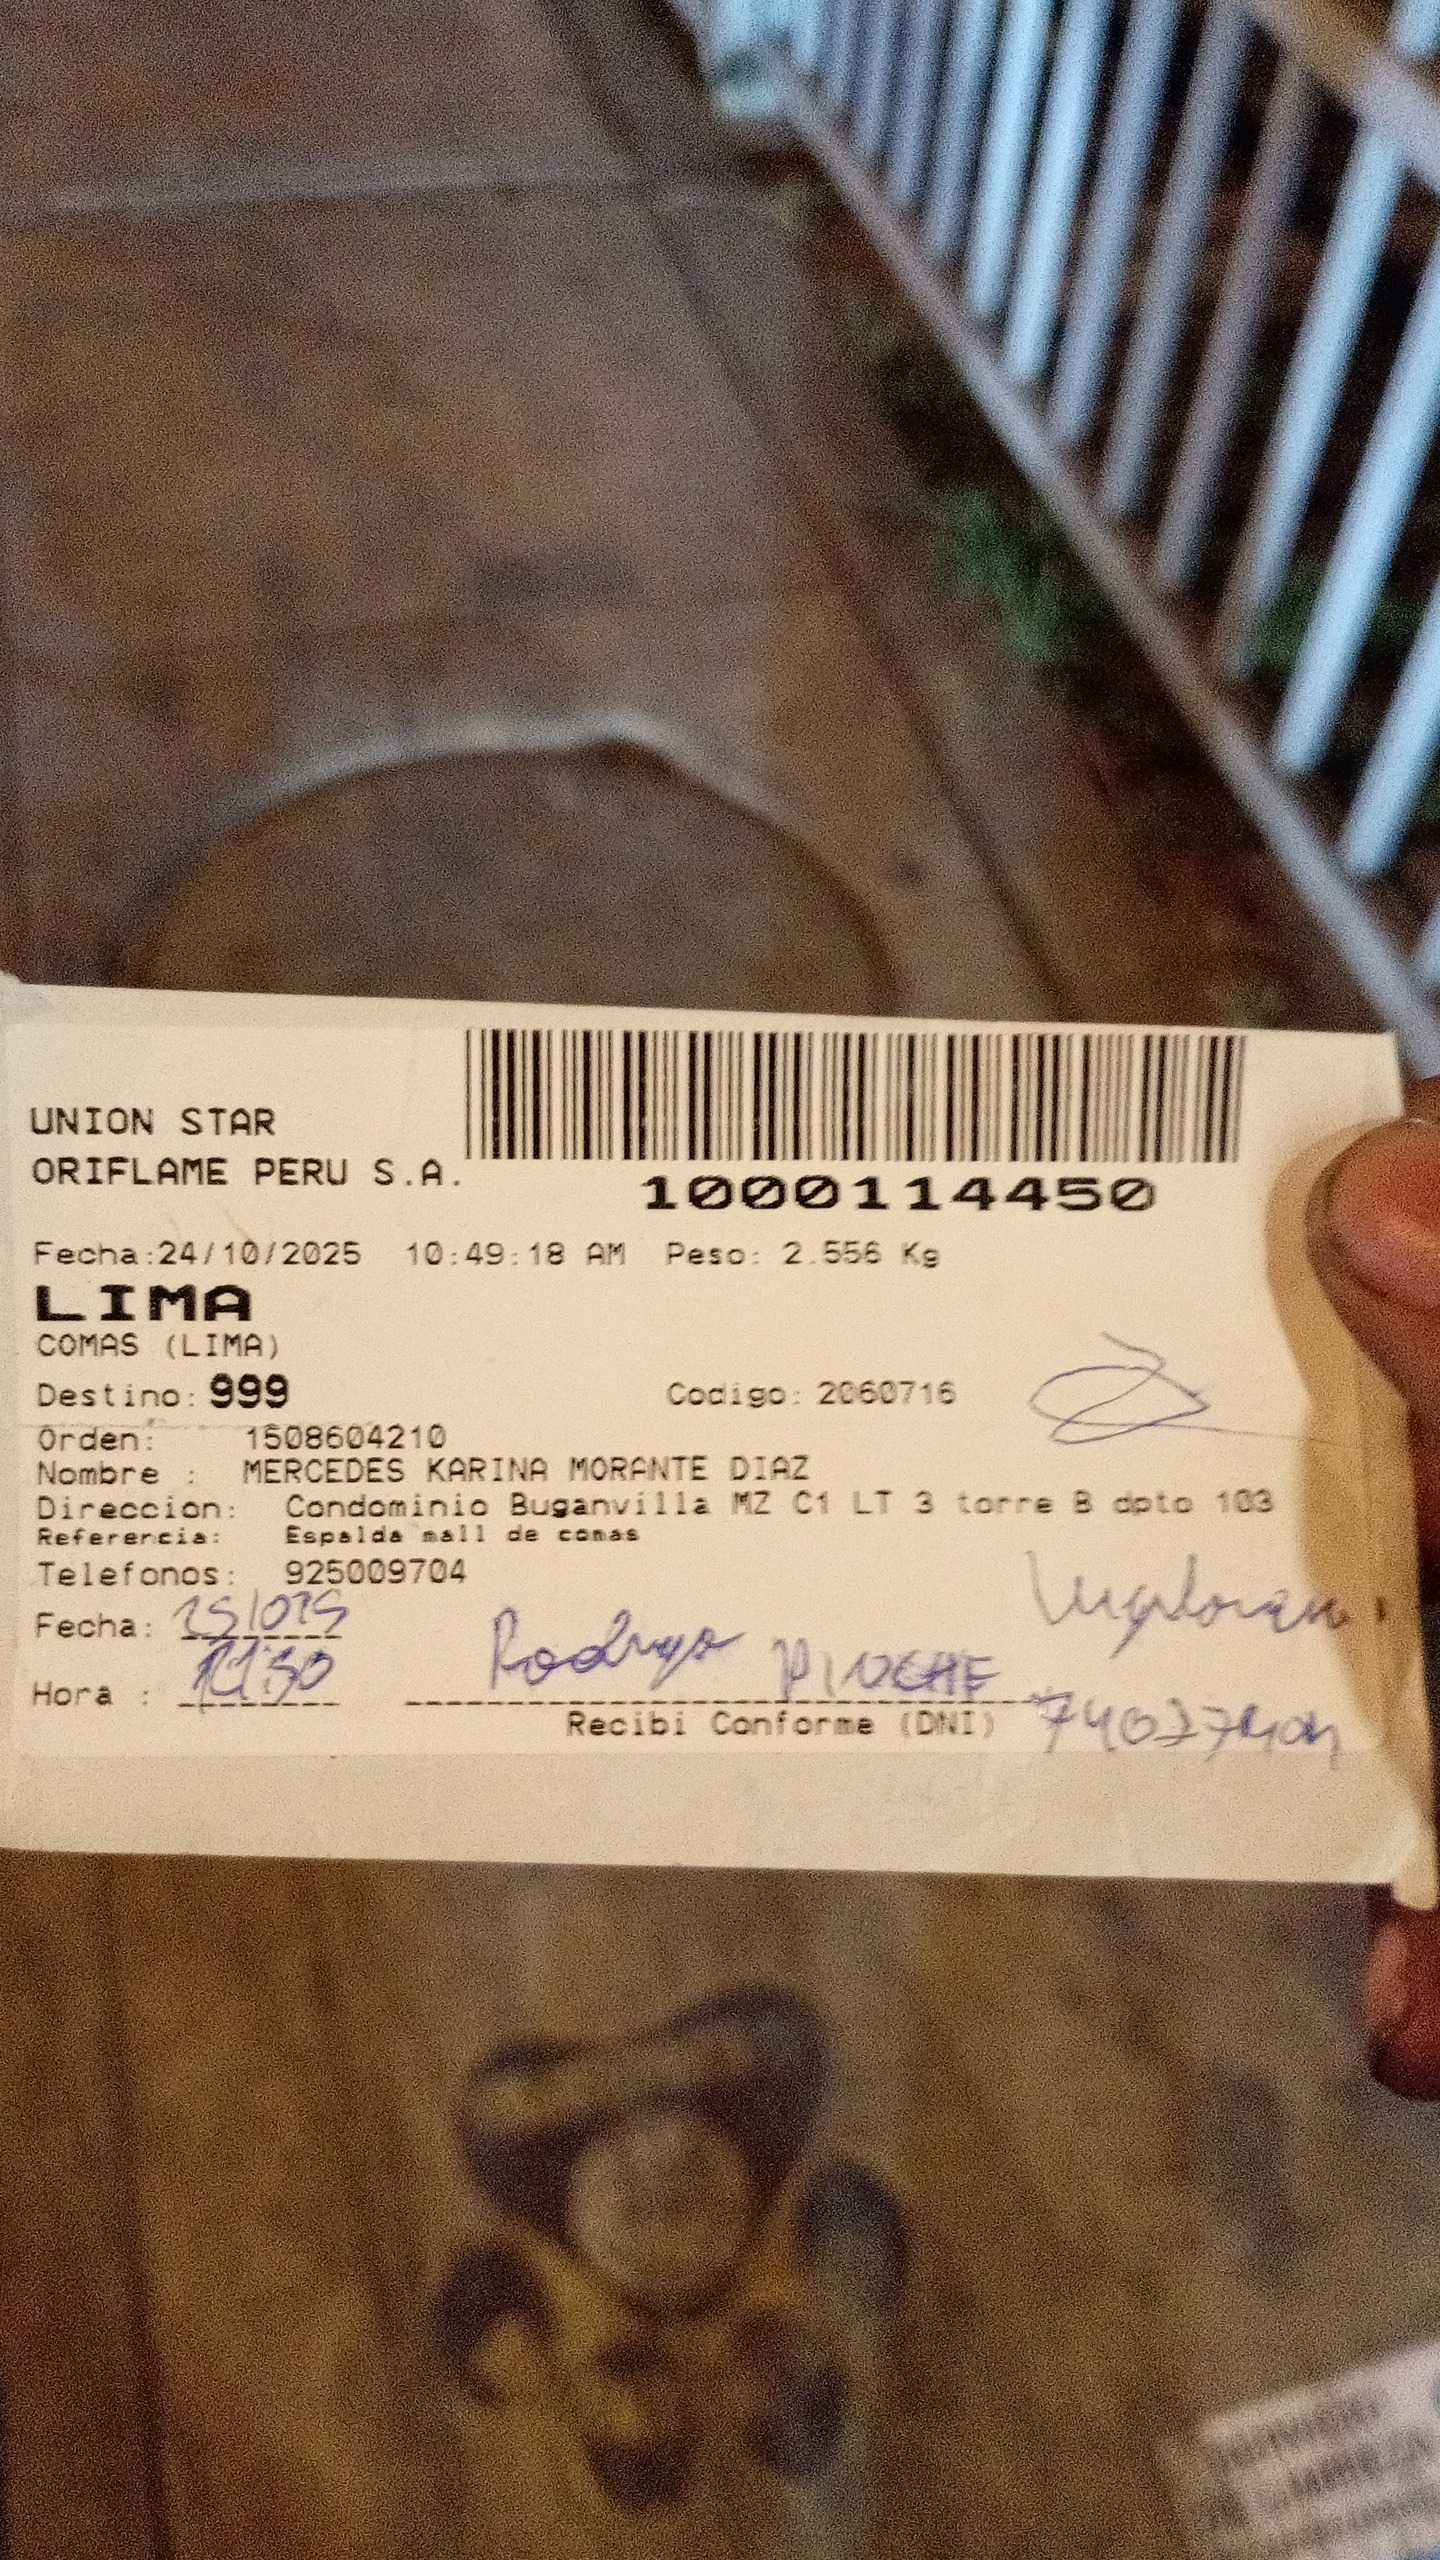 UNION STAR
ORIFLAME PERU S.A.
1000114450
Fecha:24/10/2025 10:49:18 AM Peso: 2.556 Kg
LIMA
COMAS (LIMA)
Destino: 999 Codigo: 2060716
Orden: 1508604210
Nombre : MERCEDES KARINA MORANTE DIAZ
Direccion: Condominio Buganvilla MZ C1 LT 3 torre B dpto 103
Referencia: Espalda mall de comas
Telefonos: 925009704
Fecha:
Hora : Rodrigo
Recibi Conforme (DNI)